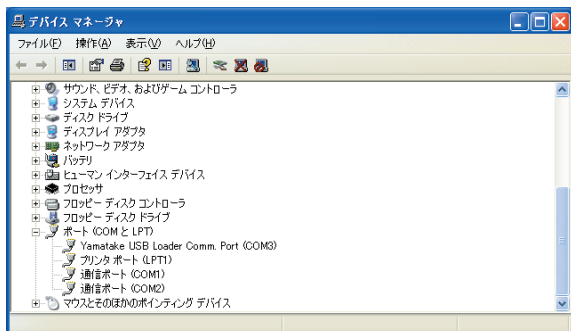 デバイス マネージャ
ファイル(F) 操作(A) 表示(V) ヘルプ(H)
サウンド、ビデオ、およびゲーム コントローラ
システム デバイス
ディスク ドライブ
ディスプレイ アダプタ
ネットワーク アダプタ
バッテリ
ヒューマン インターフェイス デバイス
プロセッサ
フロッピー ディスク コントローラ
フロッピー ディスク ドライブ
ポート (COM と LPT)
Yamatake USB Loader Comm. Port (COM3)
プリンタ ポート (LPT1)
通信ポート (COM1)
通信ポート (COM2)
マウスとそのほかのポインティング デバイス